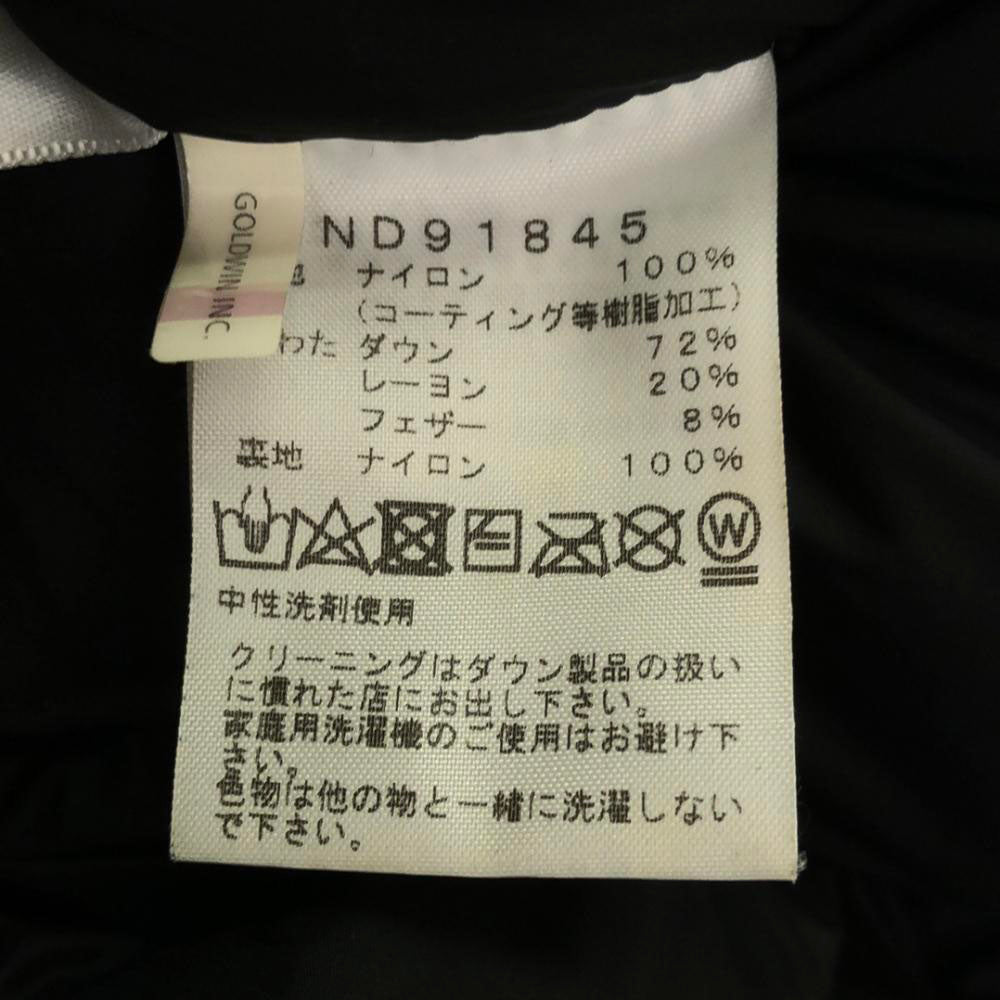 GOLDWIN INC.
ND91845
地 ナイロン 100%
(コーティング等樹脂加工)
わた ダウン 72%
レーヨン 20%
フェザー 8%
裏地 ナイロン 100%
W
中性洗剤使用
クリーニングはダウン製品の扱い
に慣れた店にお出し下さい。
家庭用洗濯機のご使用はお避け下
さい。
色物は他の物と一緒に洗濯しない
で下さい。